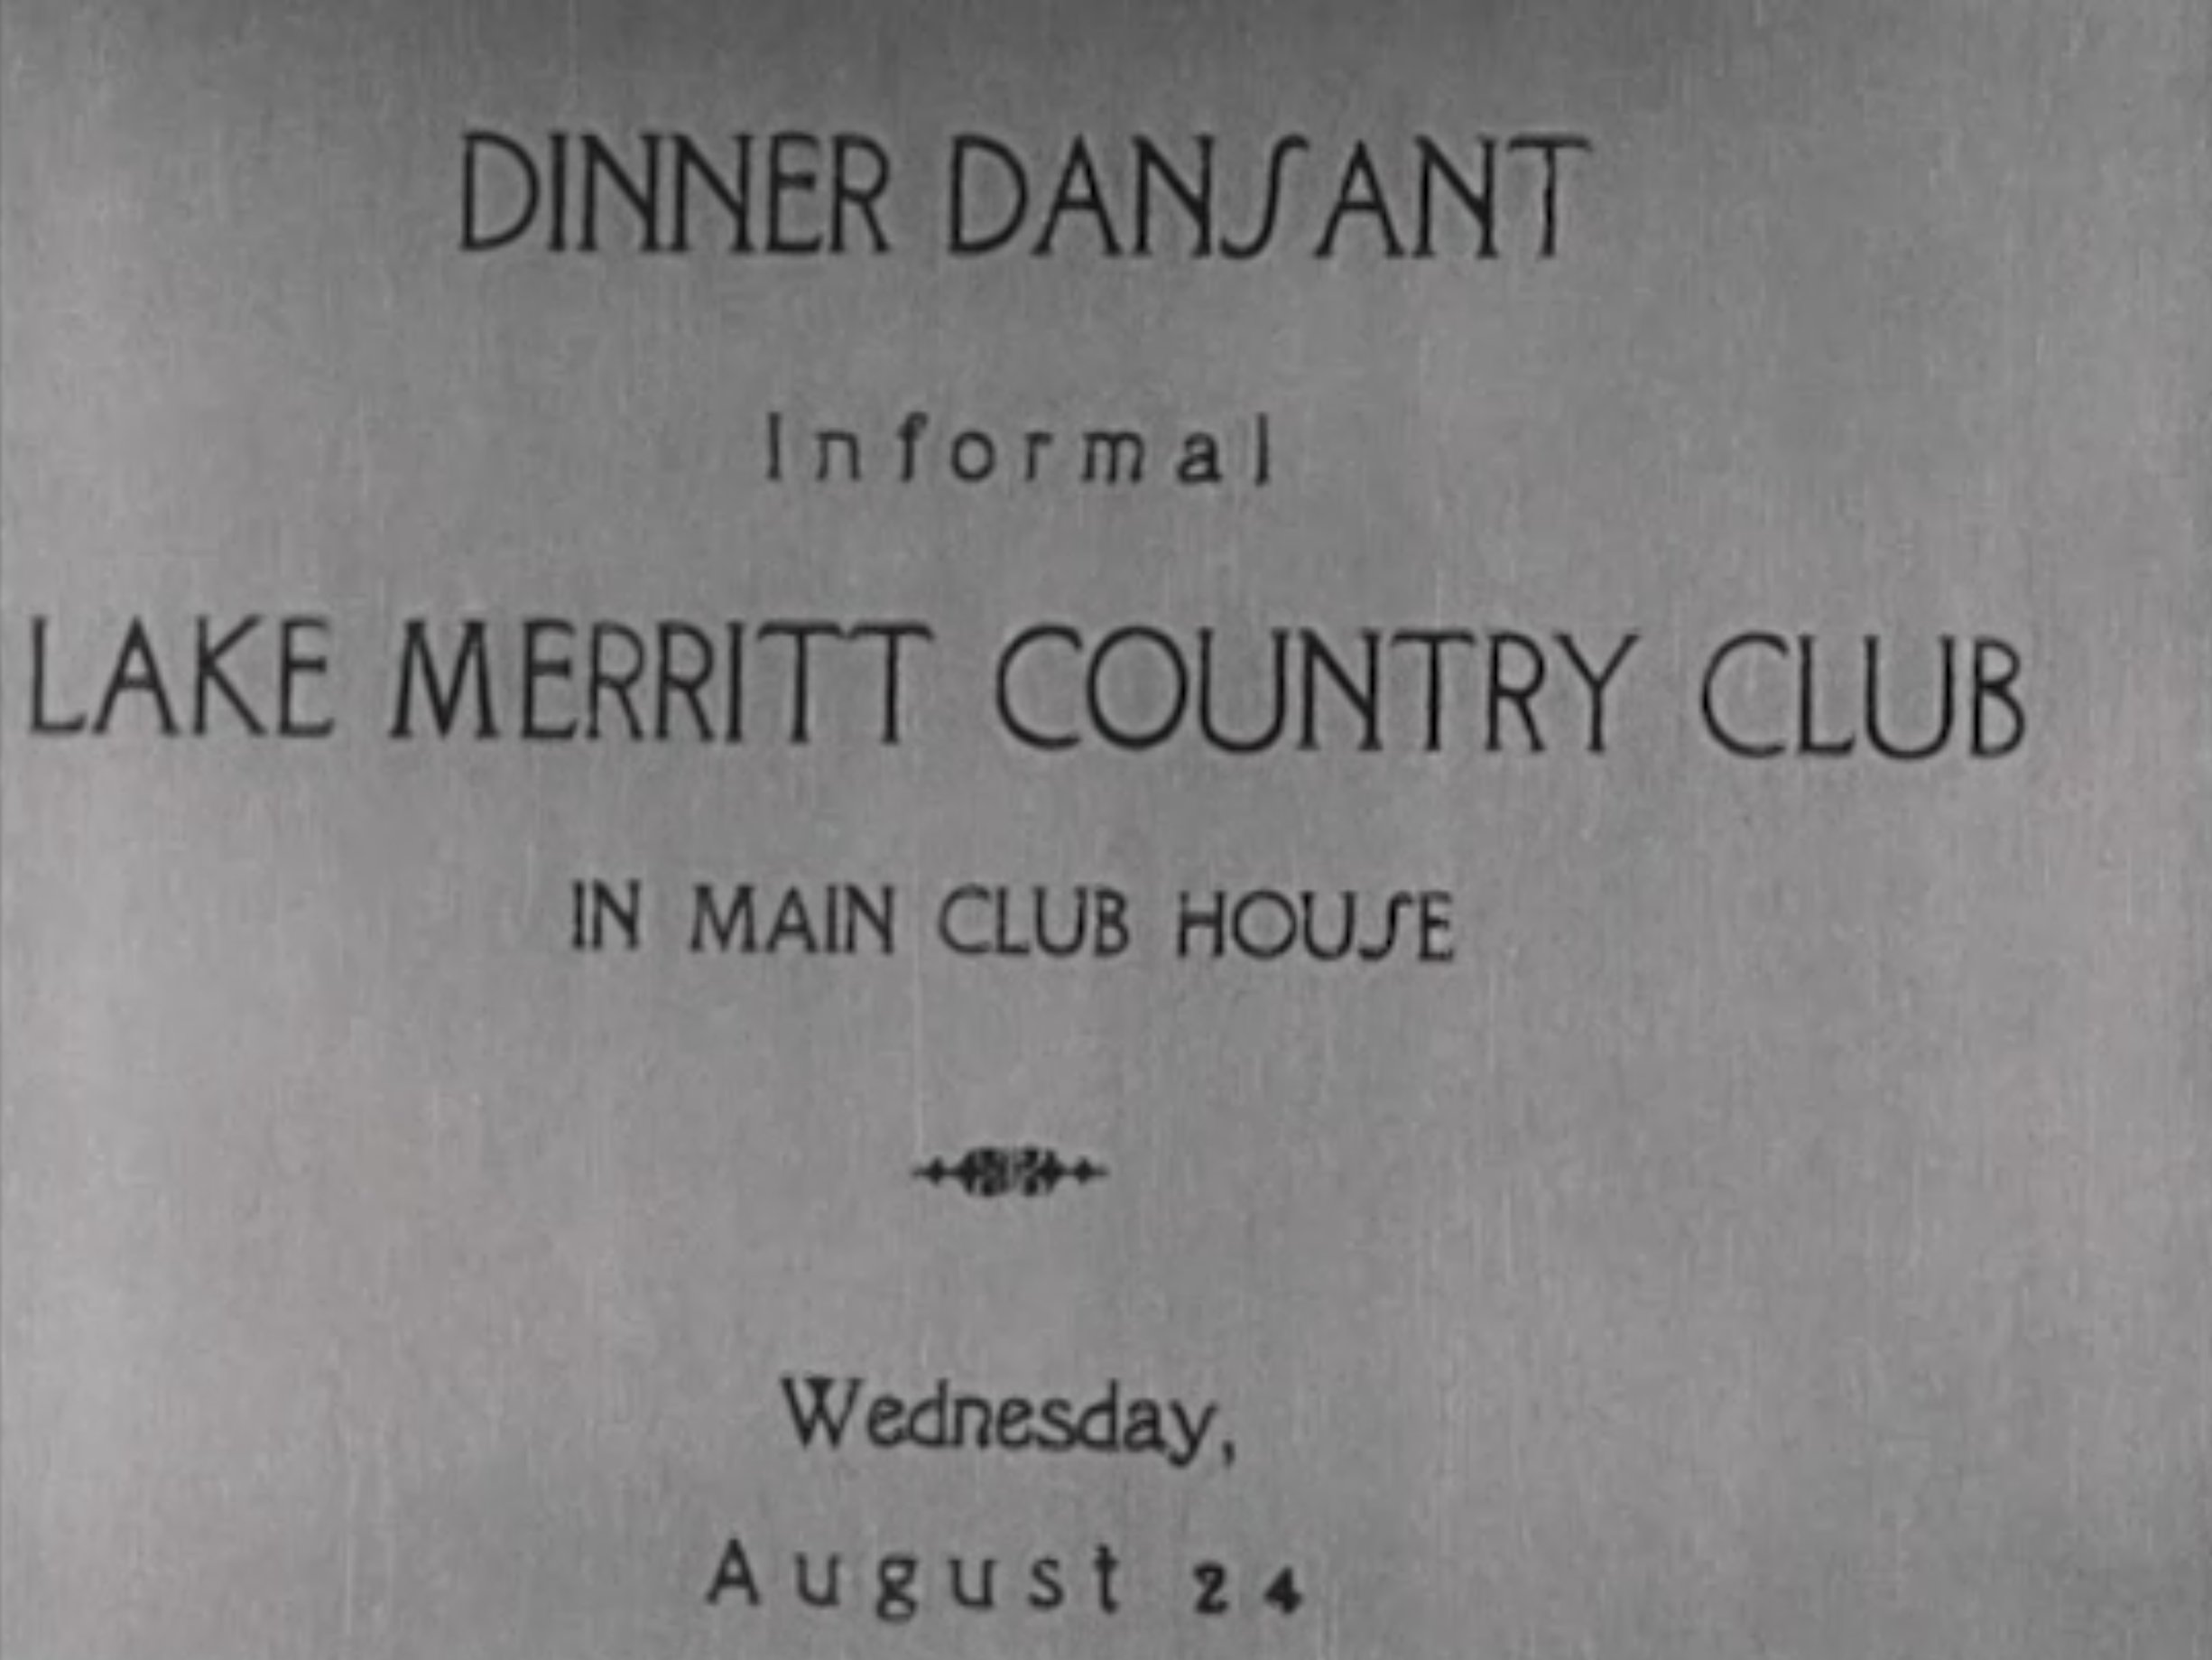 DINNER DANSANT
Informal
LAKE MERRITT COUNTRY CLUB
IN MAIN CLUB HOUSE
Wednesday,
August 24